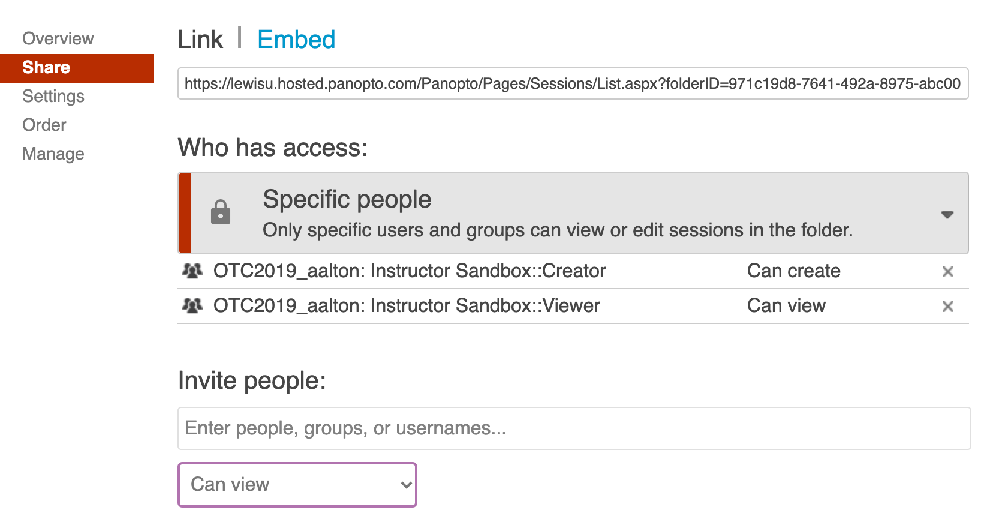 Overview
Share
Settings
Order
Manage
Link | Embed
https://lewisu.hosted.panopto.com/Panopto/Pages/Sessions/List.aspx?folderID=971c19d8-7641-492a-8975-abc00
Who has access:
Specific people
Only specific users and groups can view or edit sessions in the folder.
OTC2019_aalton: Instructor Sandbox::Creator Can create
OTC2019_aalton: Instructor Sandbox::Viewer Can view
Invite people:
Enter people, groups, or usernames...
Can view